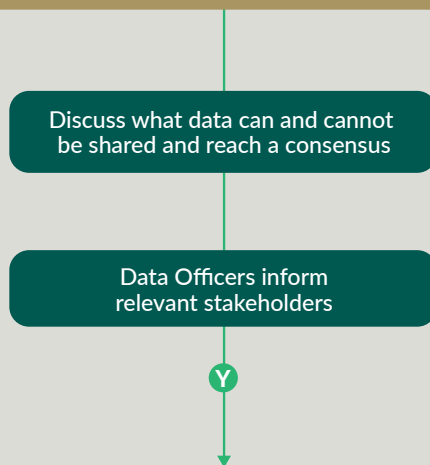 Discuss what data can and cannot
be shared and reach a consensus
Data Officers inform
relevant stakeholders
Y